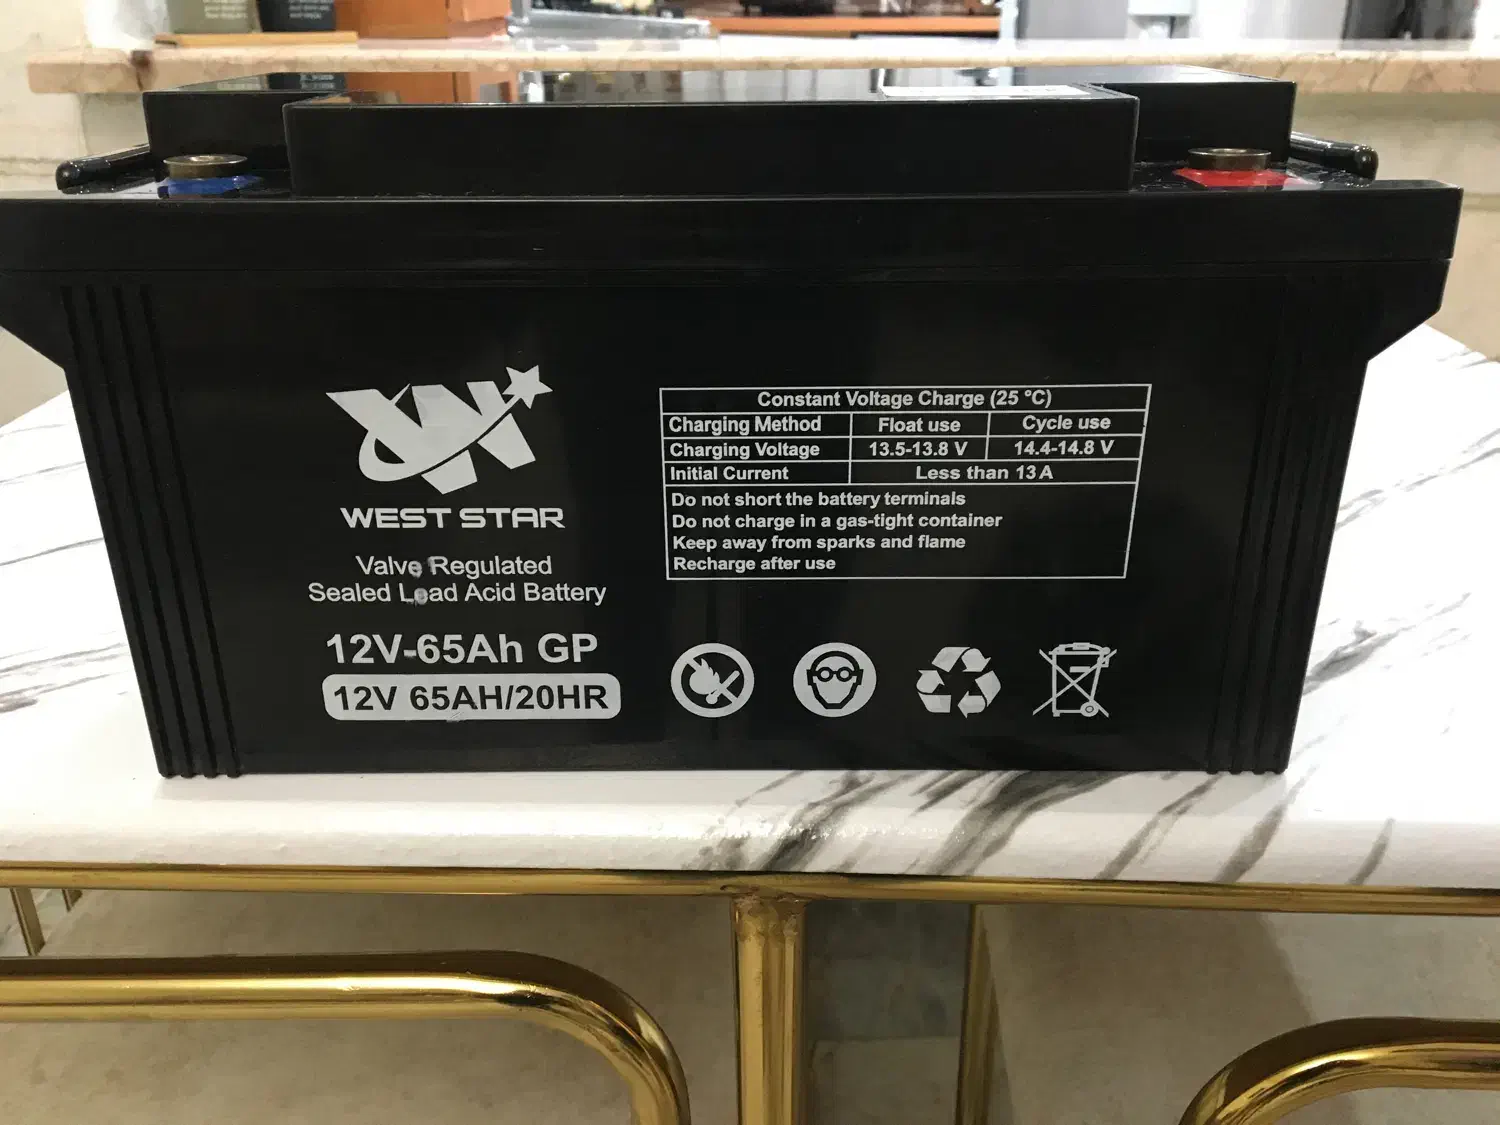 WEST STAR
Valve Regulated
Sealed Lead Acid Battery
12V-65Ah GP
12V 65AH/20HR
Constant Voltage Charge (25 °C)
Charging Method Float use Cycle use
Charging Voltage 13.5-13.8 V 14.4-14.8 V
Initial Current Less than 13 A
Do not short the battery terminals
Do not charge in a gas-tight container
Keep away from sparks and flame
Recharge after use